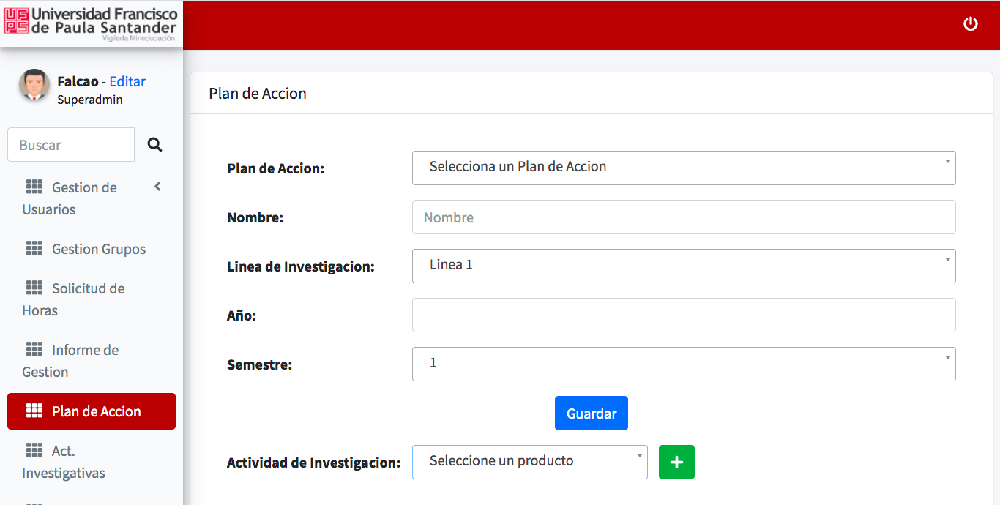 UFPS
Universidad Francisco
de Paula Santander
Vigilada Mineducación
Falcao - Editar
Superadmin
Buscar
Gestion de
Usuarios
Gestion Grupos
Solicitud de
Horas
Informe de
Gestion
Plan de Accion
Act.
Investigativas
Plan de Accion
Plan de Accion: Selecciona un Plan de Accion
Nombre: Nombre
Linea de Investigacion: Linea 1
Año:
Semestre: 1
Guardar
Actividad de Investigacion: Seleccione un producto +